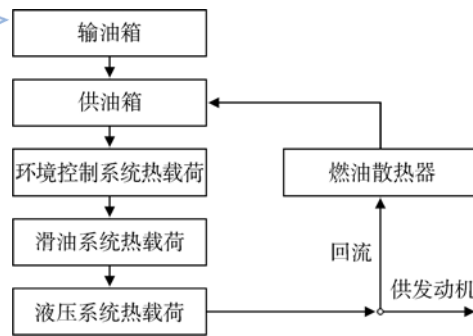 输油箱
供油箱
环境控制系统热载荷
燃油散热器
滑油系统热载荷
回流
供发动机
液压系统热载荷